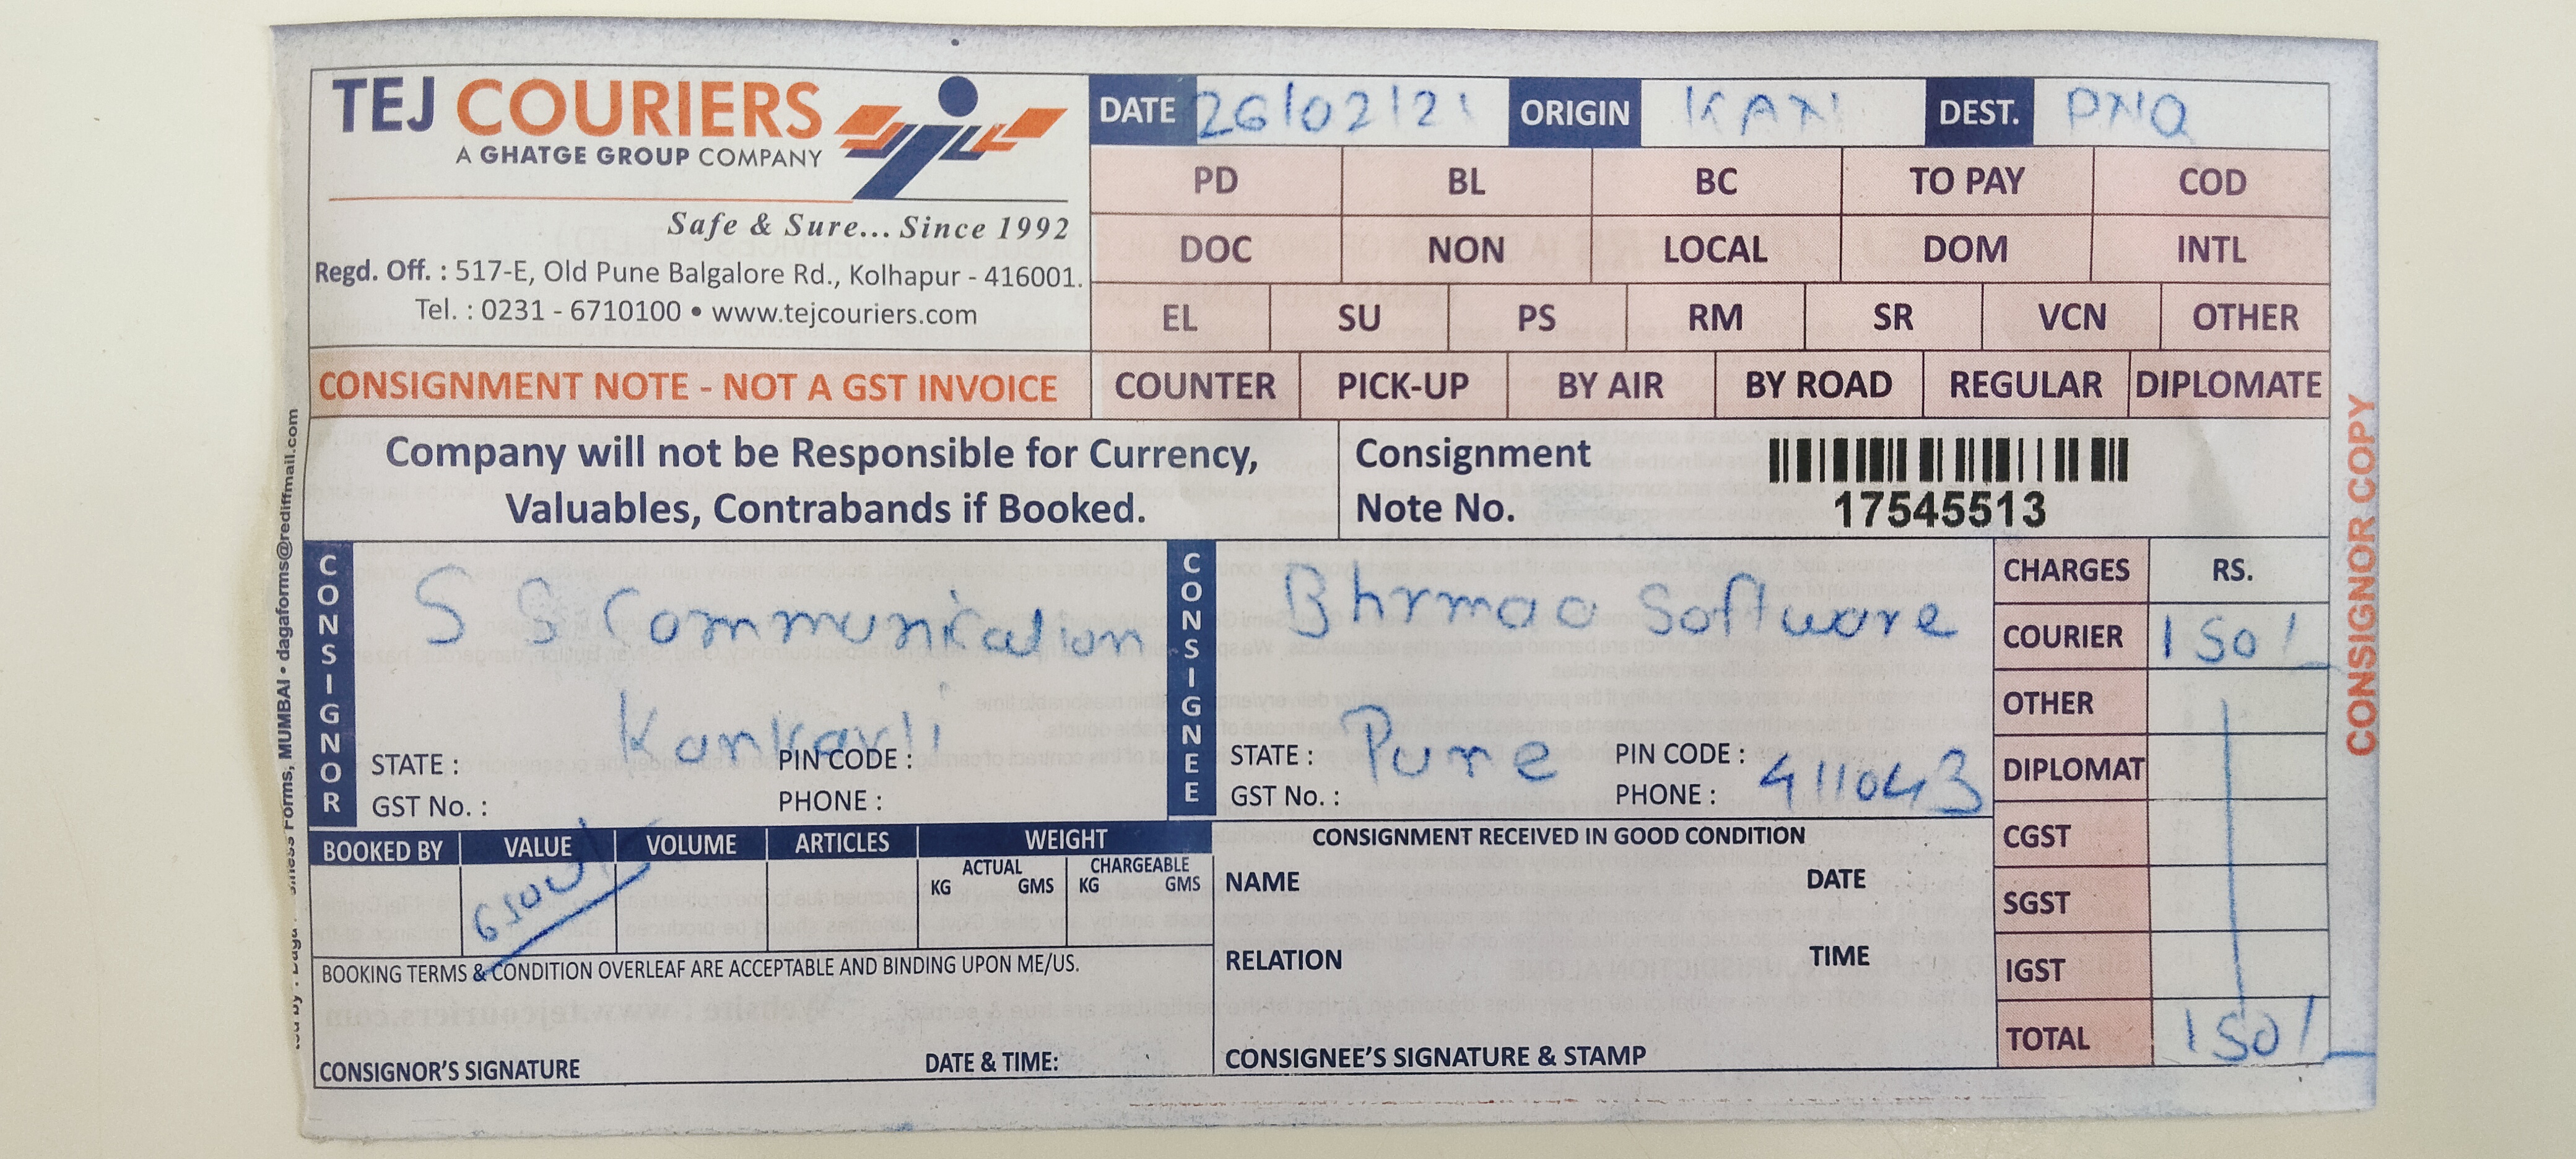 TEJ COURIERS
A GHATGE GROUP COMPANY
Safe & Sure... Since 1992
Regd. Off. : 517-E, Old Pune Balgalore Rd., Kolhapur - 416001.
Tel. : 0231 - 6710100 • www.tejcouriers.com
CONSIGNMENT NOTE - NOT A GST INVOICE
DATE 26/02/21 ORIGIN DEST. PNQ
PD BL BC TO PAY COD
DOC NON LOCAL DOM INTL
EL SU PS RM SR VCN OTHER
COUNTER PICK-UP BY AIR BY ROAD REGULAR DIPLOMATE
Company will not be Responsible for Currency,
Valuables, Contrabands if Booked.
Consignment
Note No.
17545513
CONSIGNOR
S S Communication
Kankavli
STATE : PIN CODE :
GST No. : PHONE :
CONSIGNEE
Bhrmaa Software
STATE : Pune PIN CODE : 411043
GST No. : PHONE :
CHARGES RS.
COURIER 150/-
OTHER
DIPLOMAT
CGST
SGST
IGST
TOTAL 150/-
BOOKED BY VALUE VOLUME ARTICLES WEIGHT
ACTUAL CHARGEABLE
KG GMS KG GMS
BOOKING TERMS & CONDITION OVERLEAF ARE ACCEPTABLE AND BINDING UPON ME/US.
CONSIGNOR'S SIGNATURE DATE & TIME:
CONSIGNMENT RECEIVED IN GOOD CONDITION
NAME DATE
RELATION TIME
CONSIGNEE'S SIGNATURE & STAMP
CONSIGNOR COPY
Forms, MUMBAI • dagaforms@rediffmail.com